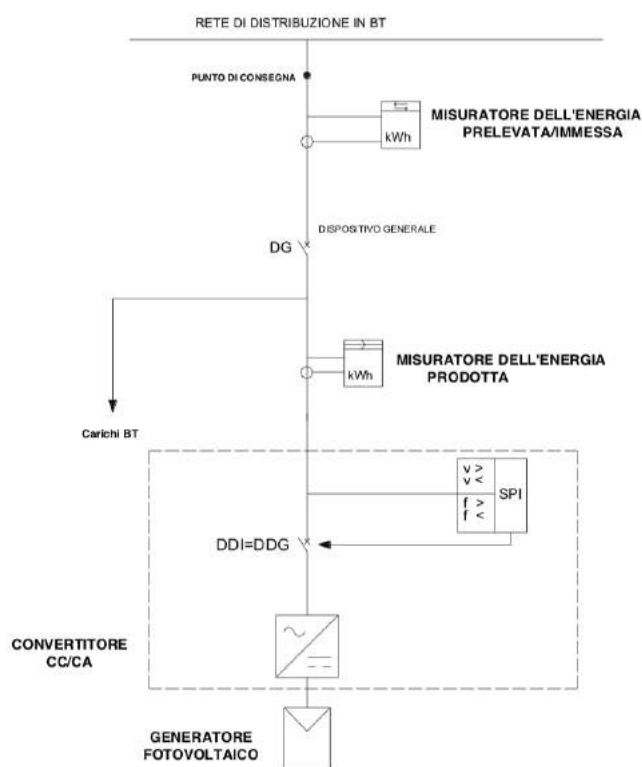 RETE DI DISTRIBUZIONE IN BT
PUNTO DI CONSEGNA
MISURATORE DELL'ENERGIA
PRELEVATA/IMMESSA
kWh
DISPOSITIVO GENERALE
DG
MISURATORE DELL'ENERGIA
PRODOTTA
kWh
Carichi BT
V >
V <
f >
f <
SPI
DDI=DDG
CONVERTITORE
CC/CA
GENERATORE
FOTOVOLTAICO